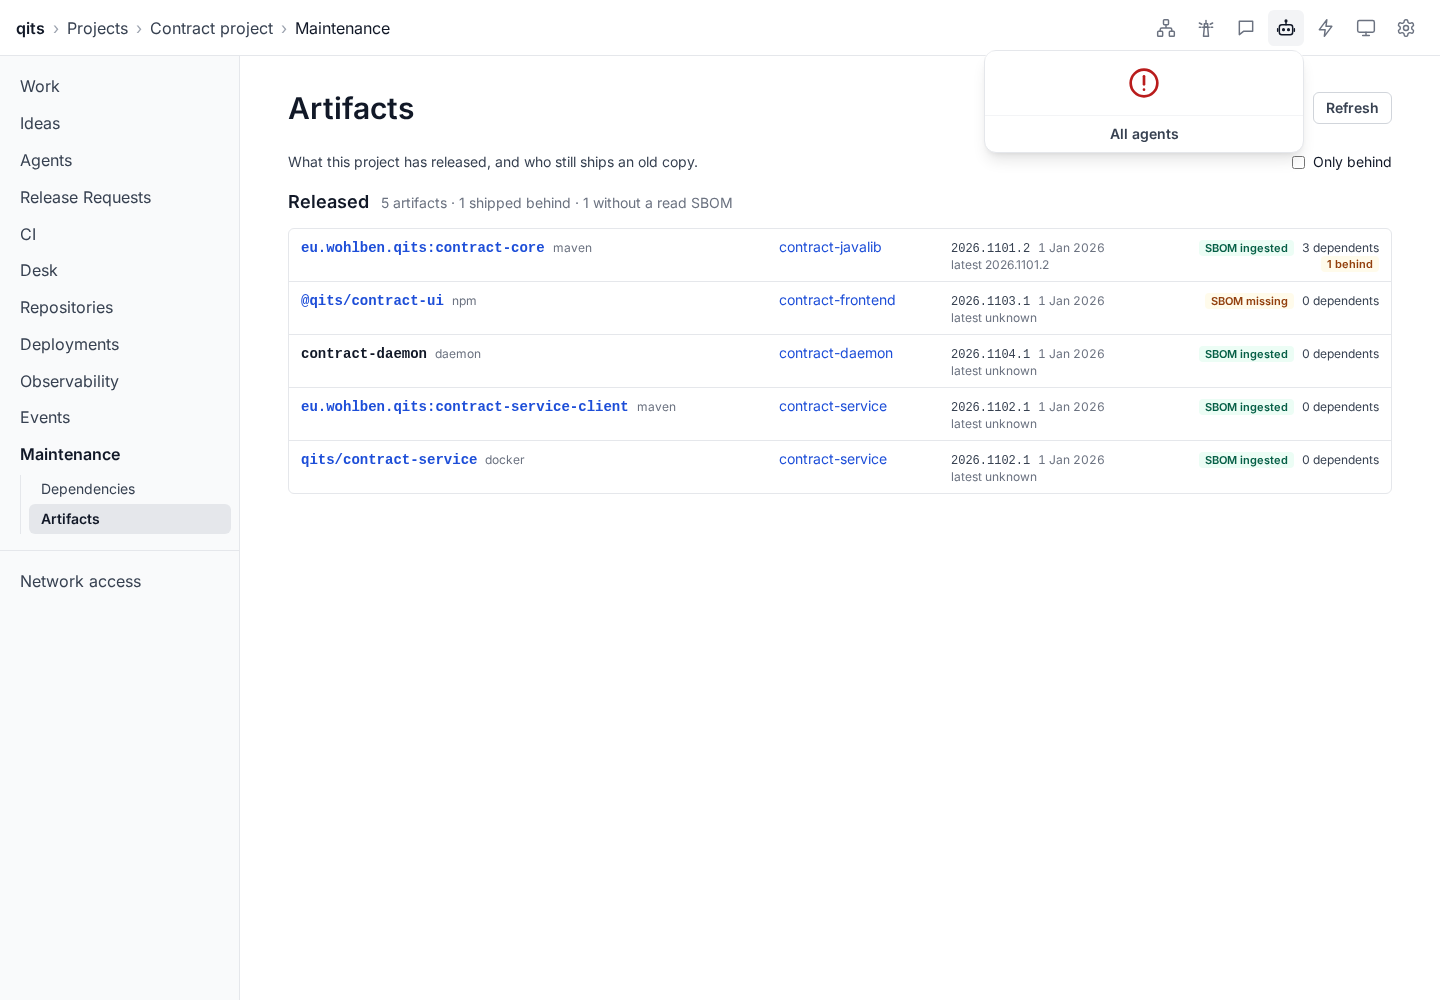 qits › Projects › Contract project › Maintenance
Work
Ideas
Agents
Release Requests
CI
Desk
Repositories
Deployments
Observability
Events
Maintenance
Dependencies
Artifacts
Network access
All agents
Artifacts
Refresh
What this project has released, and who still ships an old copy.
Only behind
Released 5 artifacts · 1 shipped behind · 1 without a read SBOM
eu.wohlben.qits:contract-core maven contract-javalib 2026.1101.2 1 Jan 2026 SBOM ingested 3 dependents
latest 2026.1101.2 1 behind
@qits/contract-ui npm contract-frontend 2026.1103.1 1 Jan 2026 SBOM missing 0 dependents
latest unknown
contract-daemon daemon contract-daemon 2026.1104.1 1 Jan 2026 SBOM ingested 0 dependents
latest unknown
eu.wohlben.qits:contract-service-client maven contract-service 2026.1102.1 1 Jan 2026 SBOM ingested 0 dependents
latest unknown
qits/contract-service docker contract-service 2026.1102.1 1 Jan 2026 SBOM ingested 0 dependents
latest unknown